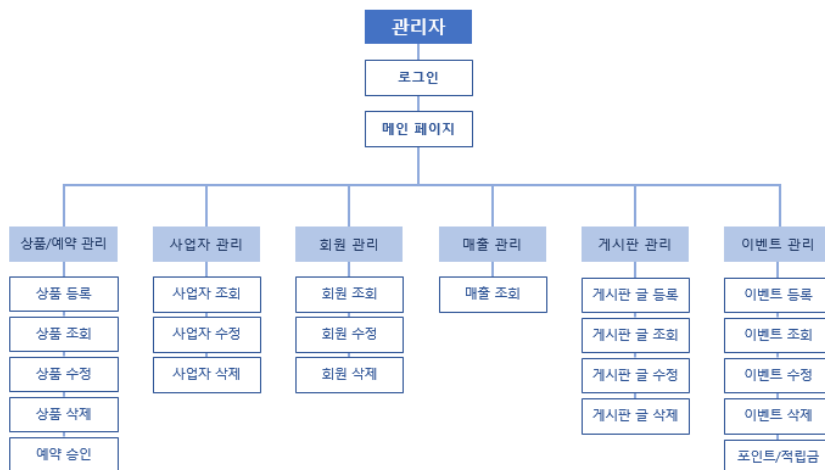 관리자
로그인
메인 페이지
상품/예약 관리
상품 등록
상품 조회
상품 수정
상품 삭제
예약 승인
사업자 관리
사업자 조회
사업자 수정
사업자 삭제
회원 관리
회원 조회
회원 수정
회원 삭제
매출 관리
매출 조회
게시판 관리
게시판 글 등록
게시판 글 조회
게시판 글 수정
게시판 글 삭제
이벤트 관리
이벤트 등록
이벤트 조회
이벤트 수정
이벤트 삭제
포인트/적립금